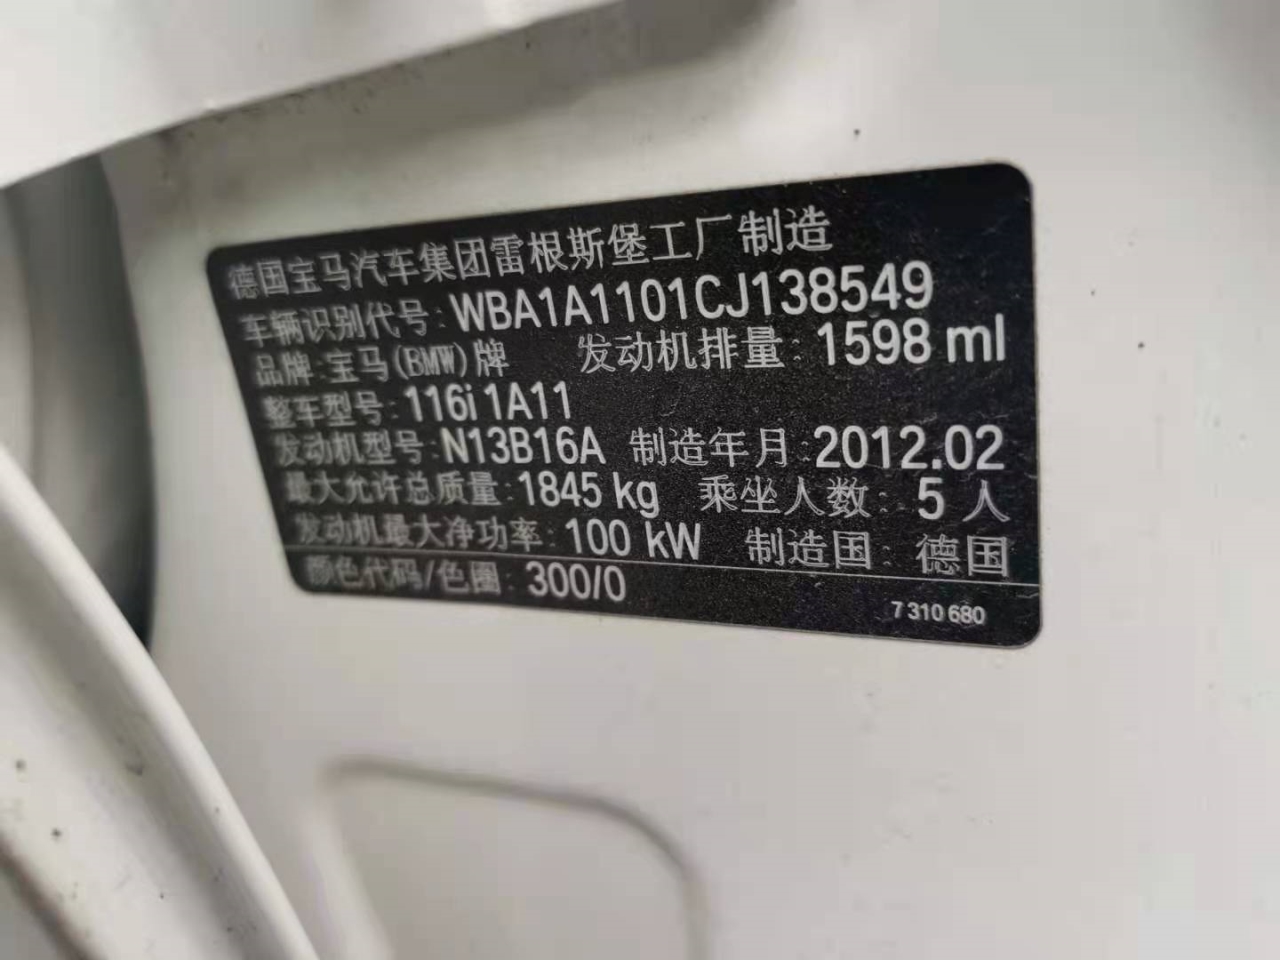 德国宝马汽车集团雷根斯堡工厂制造
车辆识别代号: WBA1A1101CJ138549
品牌: 宝马(BMW)牌 发动机排量: 1598 ml
整车型号: 116i 1A11
发动机型号: N13B16A 制造年月: 2012.02
最大允许总质量: 1845 kg 乘坐人数: 5 人
发动机最大净功率: 100 kW 制造国: 德国
颜色代码/色圈: 300/0
7 310 680